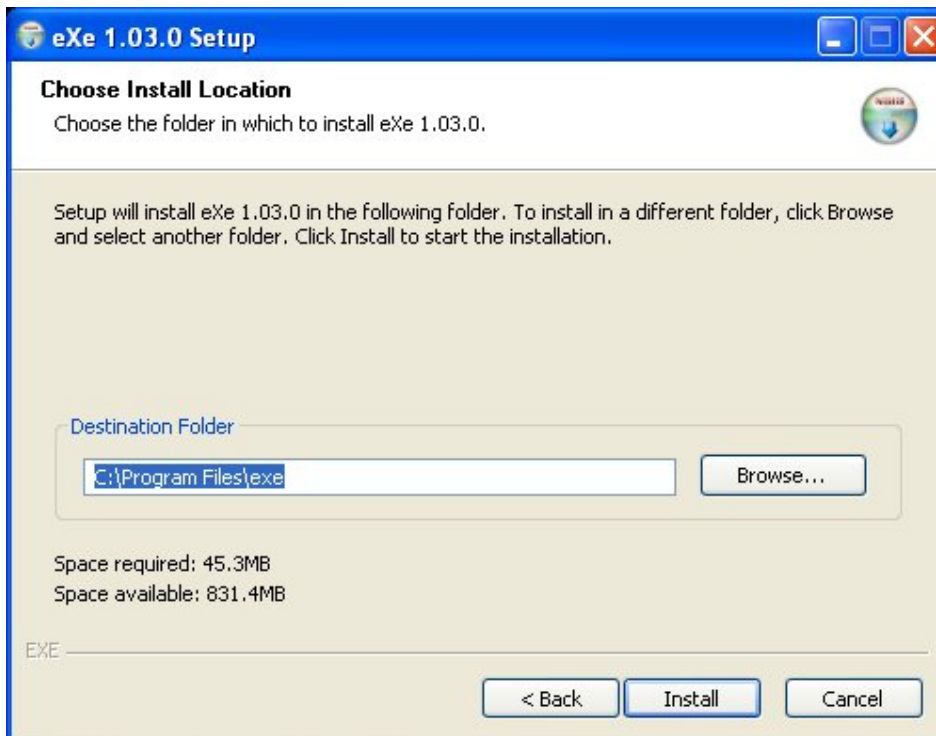 eXe 1.03.0 Setup
Choose Install Location
Choose the folder in which to install eXe 1.03.0.
Setup will install eXe 1.03.0 in the following folder. To install in a different folder, click Browse
and select another folder. Click Install to start the installation.
Destination Folder
C:\Program Files\exe
Browse...
Space required: 45.3MB
Space available: 831.4MB
EXE
< Back
Install
Cancel